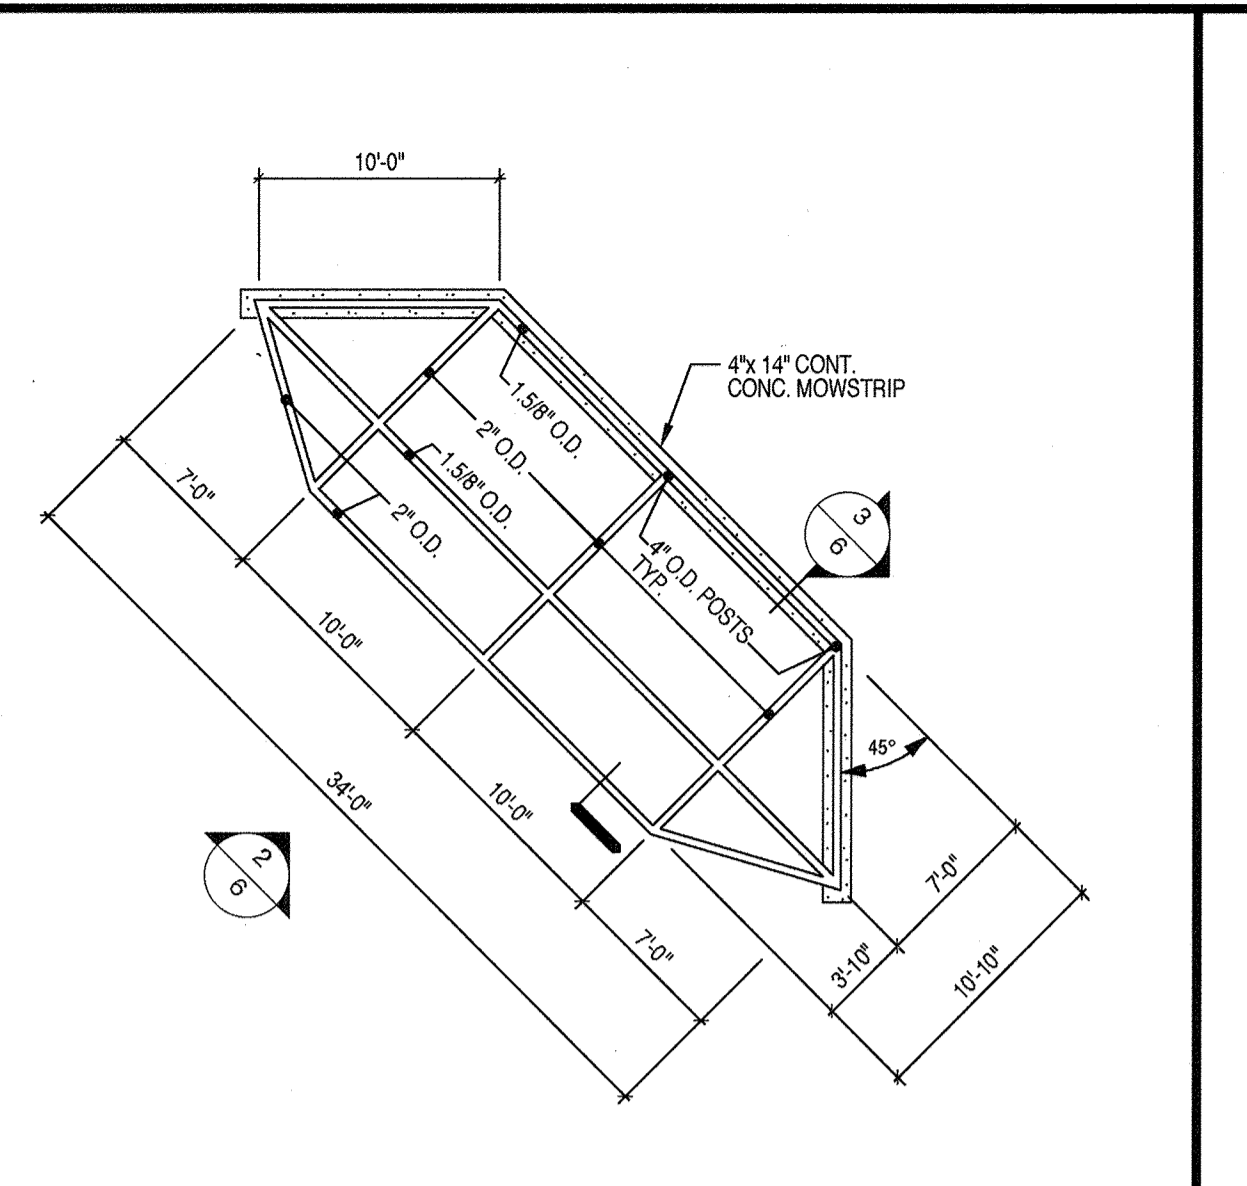 10'-0"
4"x 14" CONT.
CONC. MOWSTRIP
1.5/8" O.D.
2" O.D.
1.5/8" O.D.
2" O.D.
4" O.D. POSTS
TYP.
3
6
7'-0"
10'-0"
34'-0"
10'-0"
7'-0"
45°
2
6
7'-0"
3'-10"
10'-10"